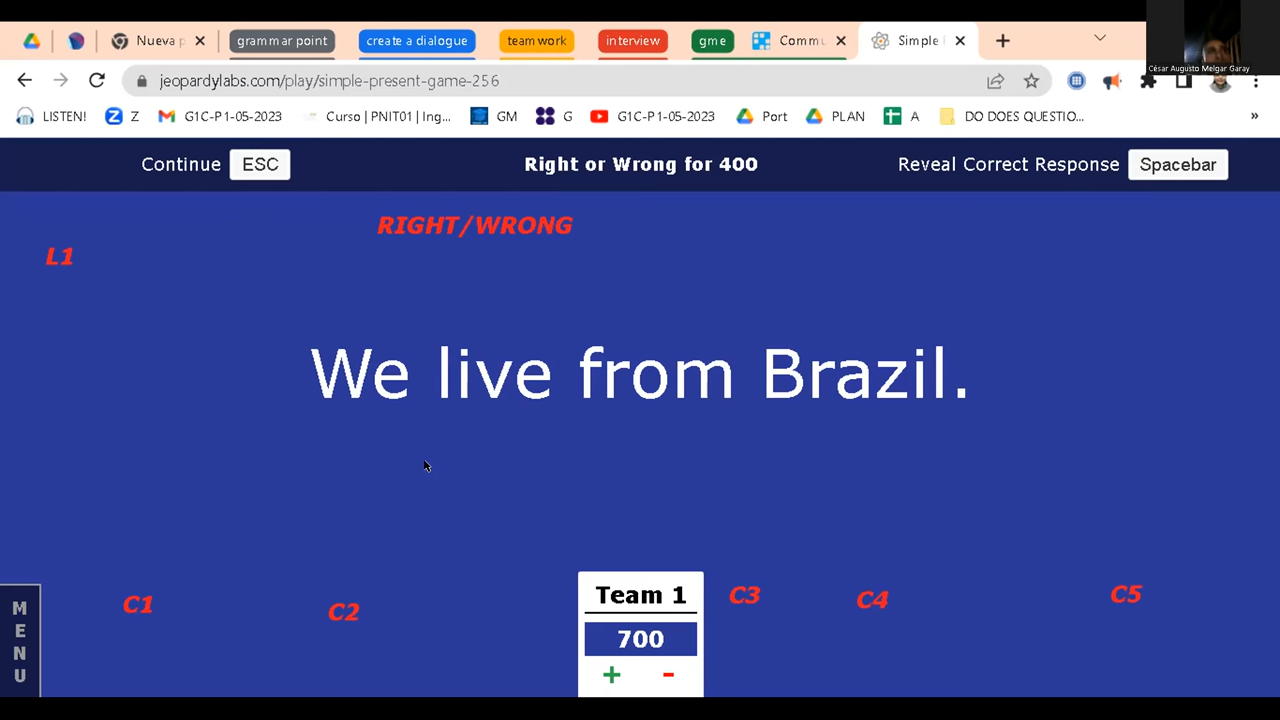 César Augusto Melgar Garay
Nueva p
grammar point
create a dialogue
team work
interview
gme
Commu
Simple
jeopardylabs.com/play/simple-present-game-256
LISTEN!
Z
G1C-P1-05-2023
Curso | PNIT01 | Ing...
GM
G
G1C-P1-05-2023
Port
PLAN
A
DO DOES QUESTIO...
»
Continue ESC
Right or Wrong for 400
Reveal Correct Response Spacebar
RIGHT/WRONG
L1
We live from Brazil.
C1
C2
Team 1
C3
C4
C5
700
+ -
MENU